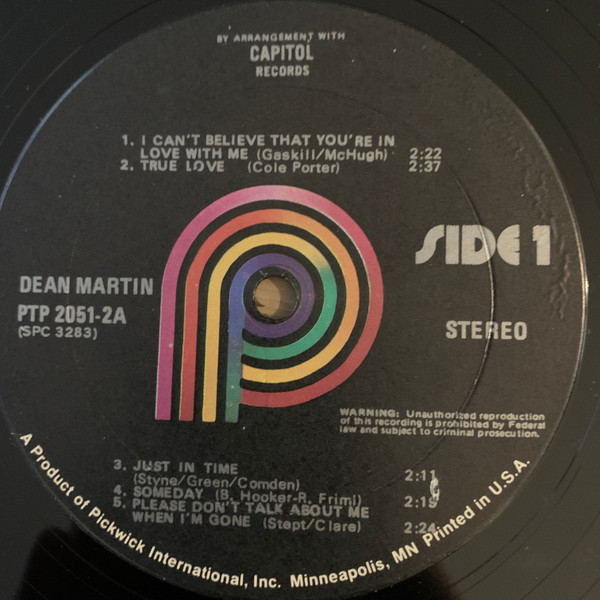 BY ARRANGEMENT WITH
CAPITOL
RECORDS
1. I CAN'T BELIEVE THAT YOU'RE IN
LOVE WITH ME (Gaskill/McHugh) 2:22
2. TRUE LOVE (Cole Porter) 2:37
SIDE 1
DEAN MARTIN
PTP 2051-2A
(SPC 3283)
STEREO
WARNING: Unauthorized reproduction
of this recording is prohibited by Federal
law and subject to criminal prosecution.
3. JUST IN TIME
(Styne/Green/Comden) 2:11
4. SOMEDAY (B. Hooker-R. Friml) 2:19
5. PLEASE DON'T TALK ABOUT ME
WHEN I'M GONE (Stept/Clare) 2:24
A Product of Pickwick International, Inc. Minneapolis, MN Printed in U.S.A.